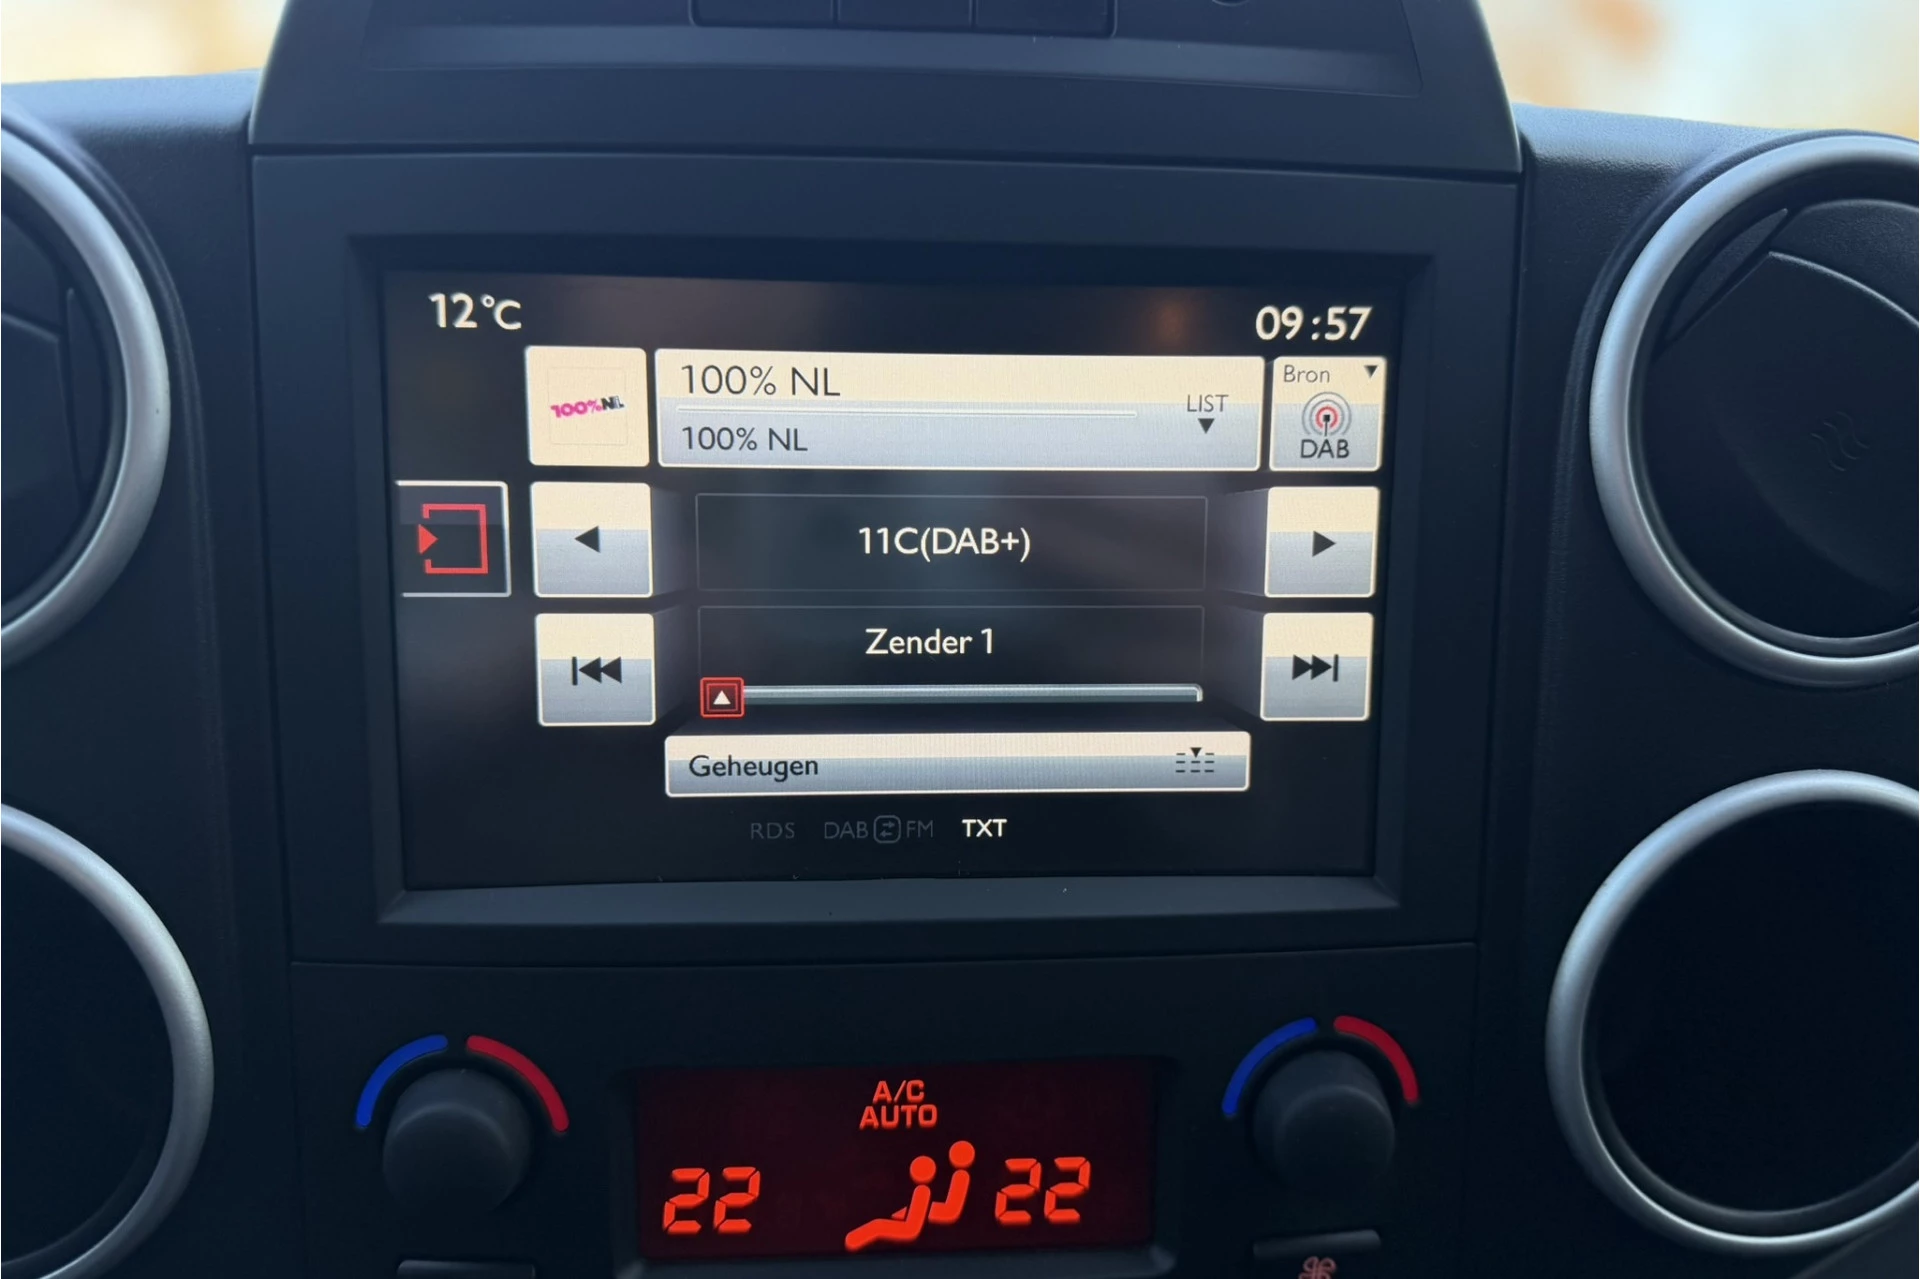 12°C
09:57
100%NL
100% NL
100% NL
LIST
Bron
DAB
11C(DAB+)
Zender 1
Geheugen
RDS DAB FM TXT
A/C
AUTO
22 22